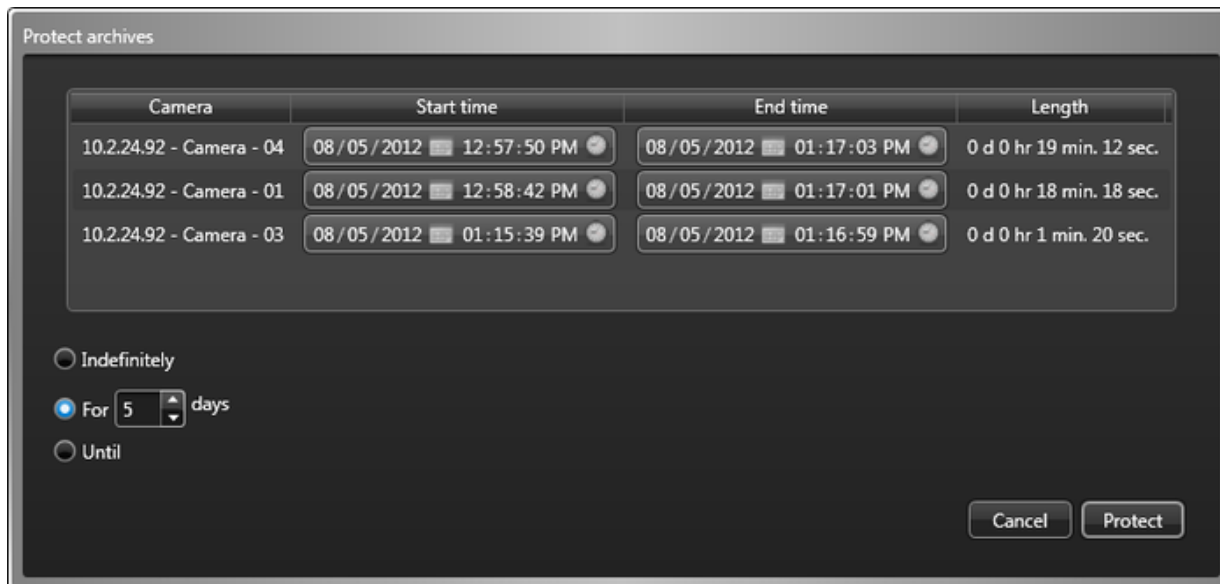 Protect archives
Camera Start time End time Length
10.2.24.92 - Camera - 04 08/05/2012 12:57:50 PM 08/05/2012 01:17:03 PM 0 d 0 hr 19 min. 12 sec.
10.2.24.92 - Camera - 01 08/05/2012 12:58:42 PM 08/05/2012 01:17:01 PM 0 d 0 hr 18 min. 18 sec.
10.2.24.92 - Camera - 03 08/05/2012 01:15:39 PM 08/05/2012 01:16:59 PM 0 d 0 hr 1 min. 20 sec.
Indefinitely
For 5 days
Until
Cancel Protect